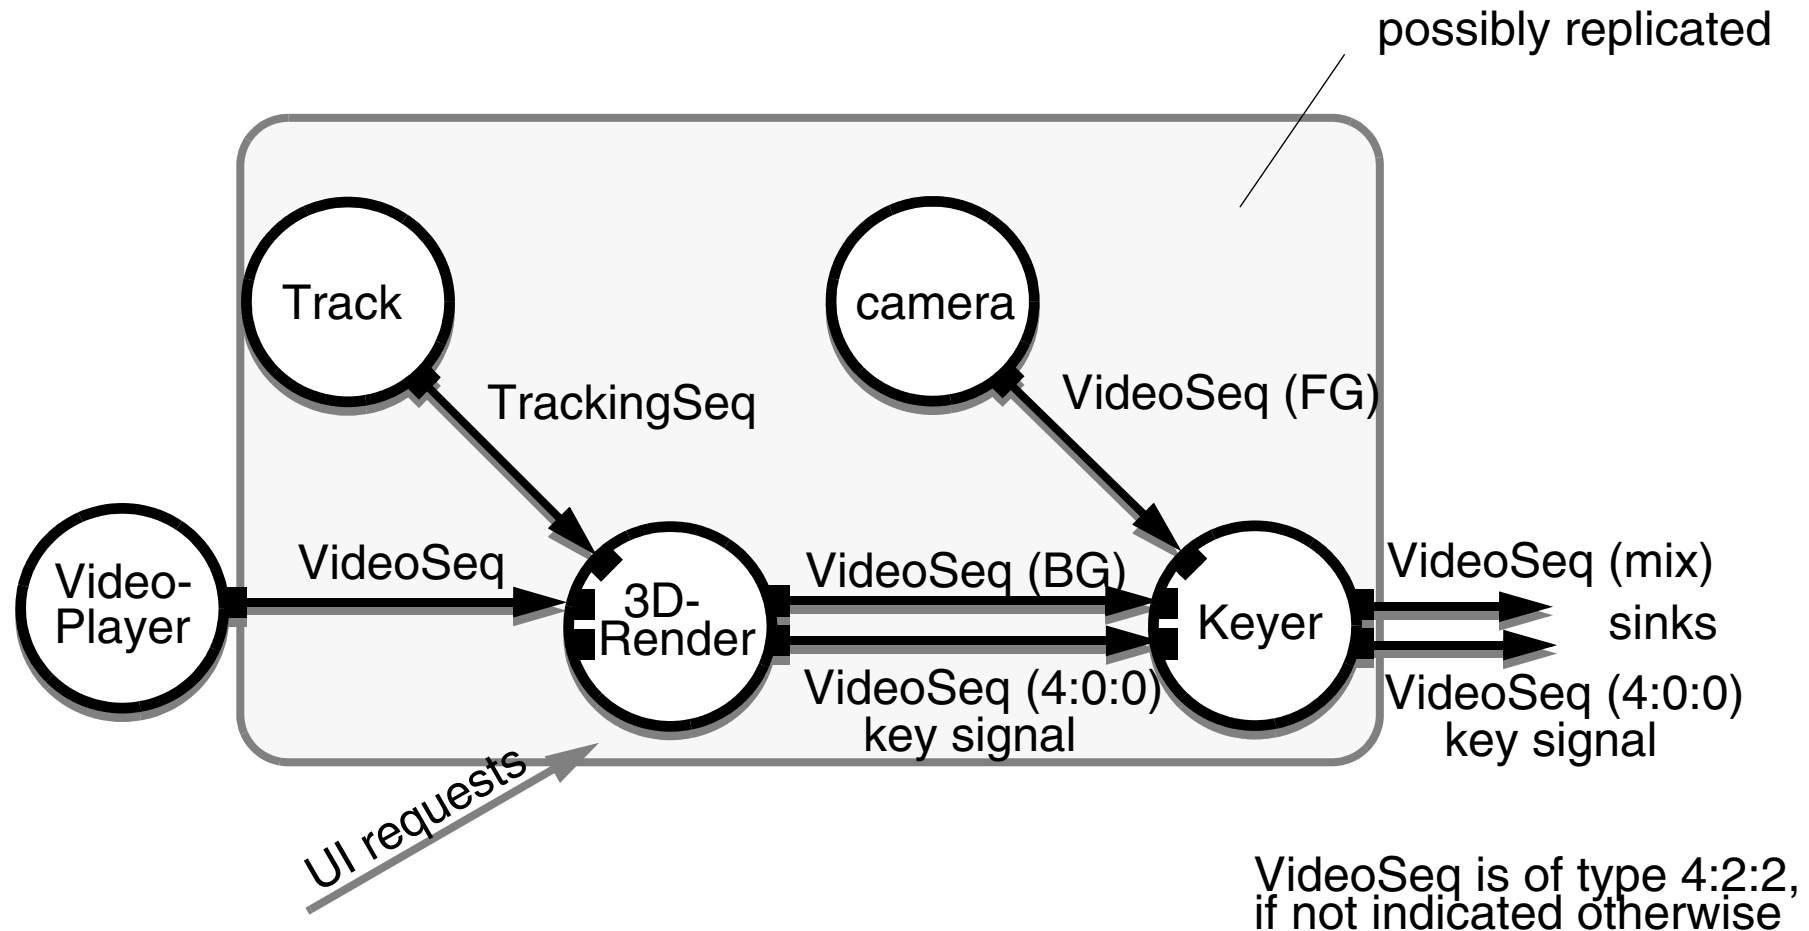 possibly replicated
Track
camera
TrackingSeq
VideoSeq (FG)
Video-
Player
VideoSeq
3D-
Render
VideoSeq (BG)
VideoSeq (4:0:0)
key signal
Keyer
VideoSeq (mix)
sinks
VideoSeq (4:0:0)
key signal
UI requests
VideoSeq is of type 4:2:2,
if not indicated otherwise